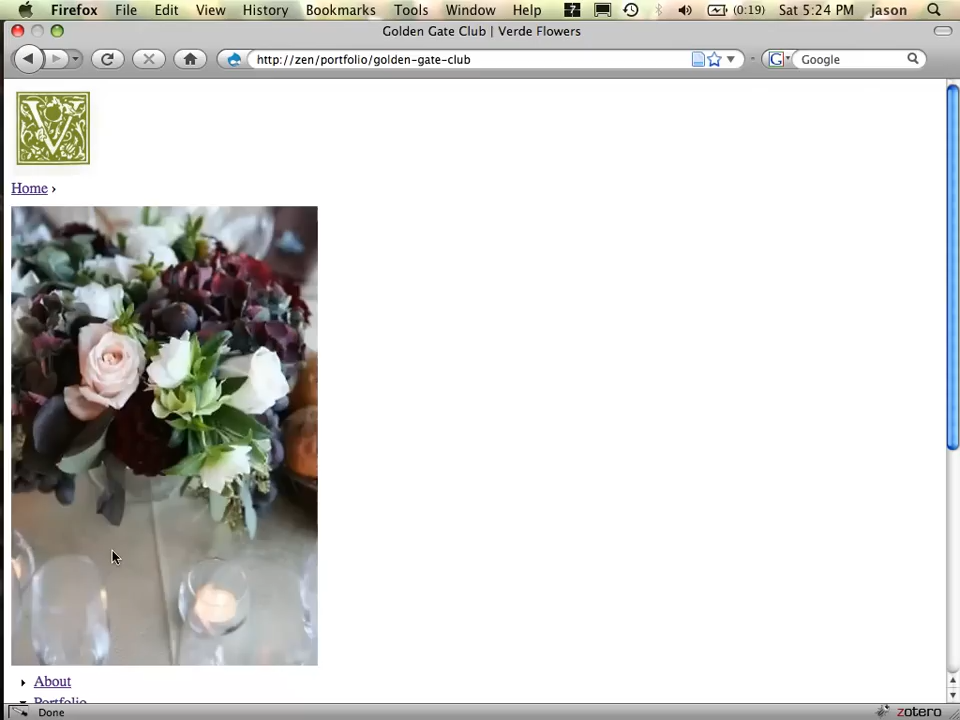 Firefox File Edit View History Bookmarks Tools Window Help (0:19) Sat 5:24 PM jason
Golden Gate Club | Verde Flowers
http://zen/portfolio/golden-gate-club
G Google
V
Home ›
About
Portfolio
Done zotero